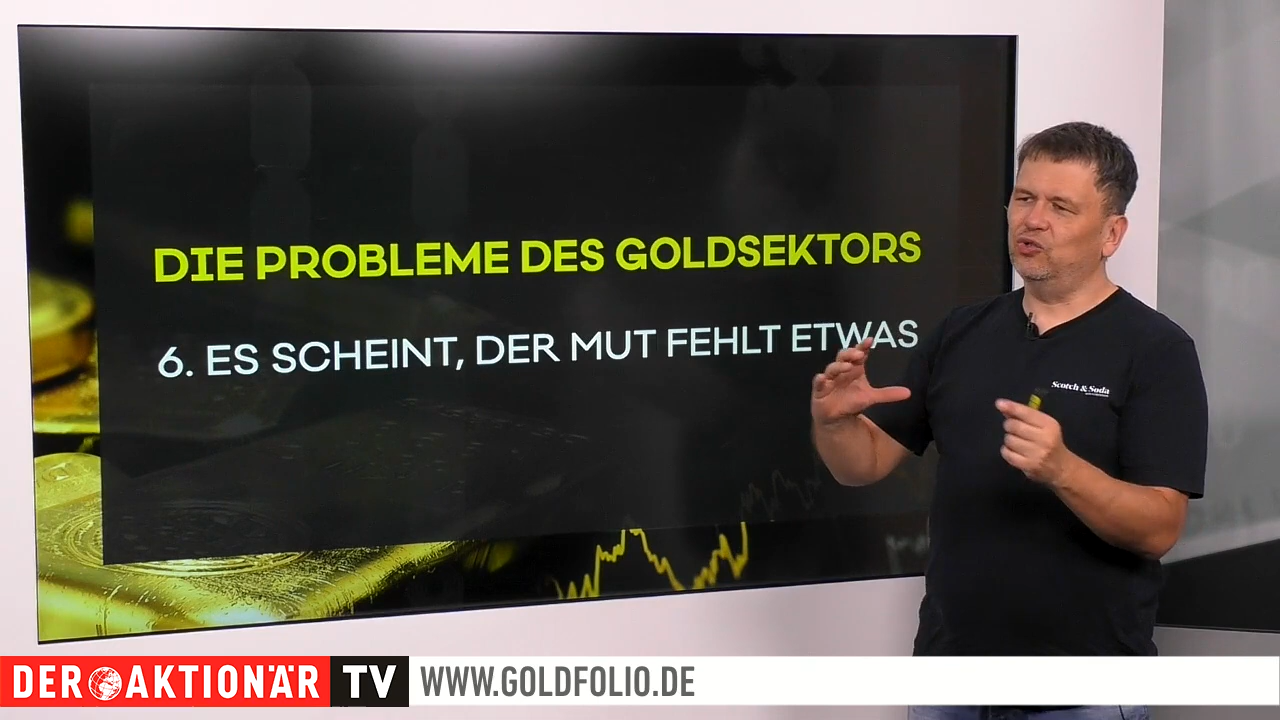 DIE PROBLEME DES GOLDSEKTORS
6. ES SCHEINT, DER MUT FEHLT ETWAS
Scotch & Soda
DER AKTIONÄR TV WWW.GOLDFOLIO.DE